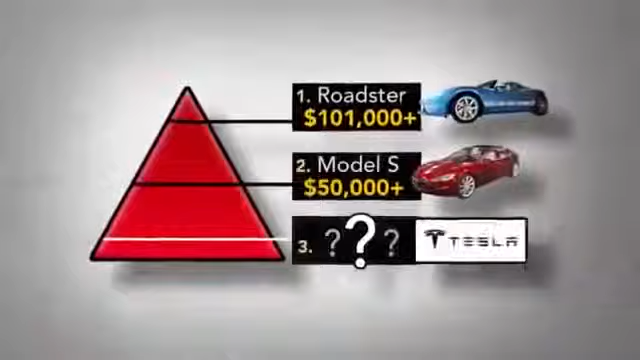 1. Roadster
$101,000+
2. Model S
$50,000+
3. ? ? ?
TESLA